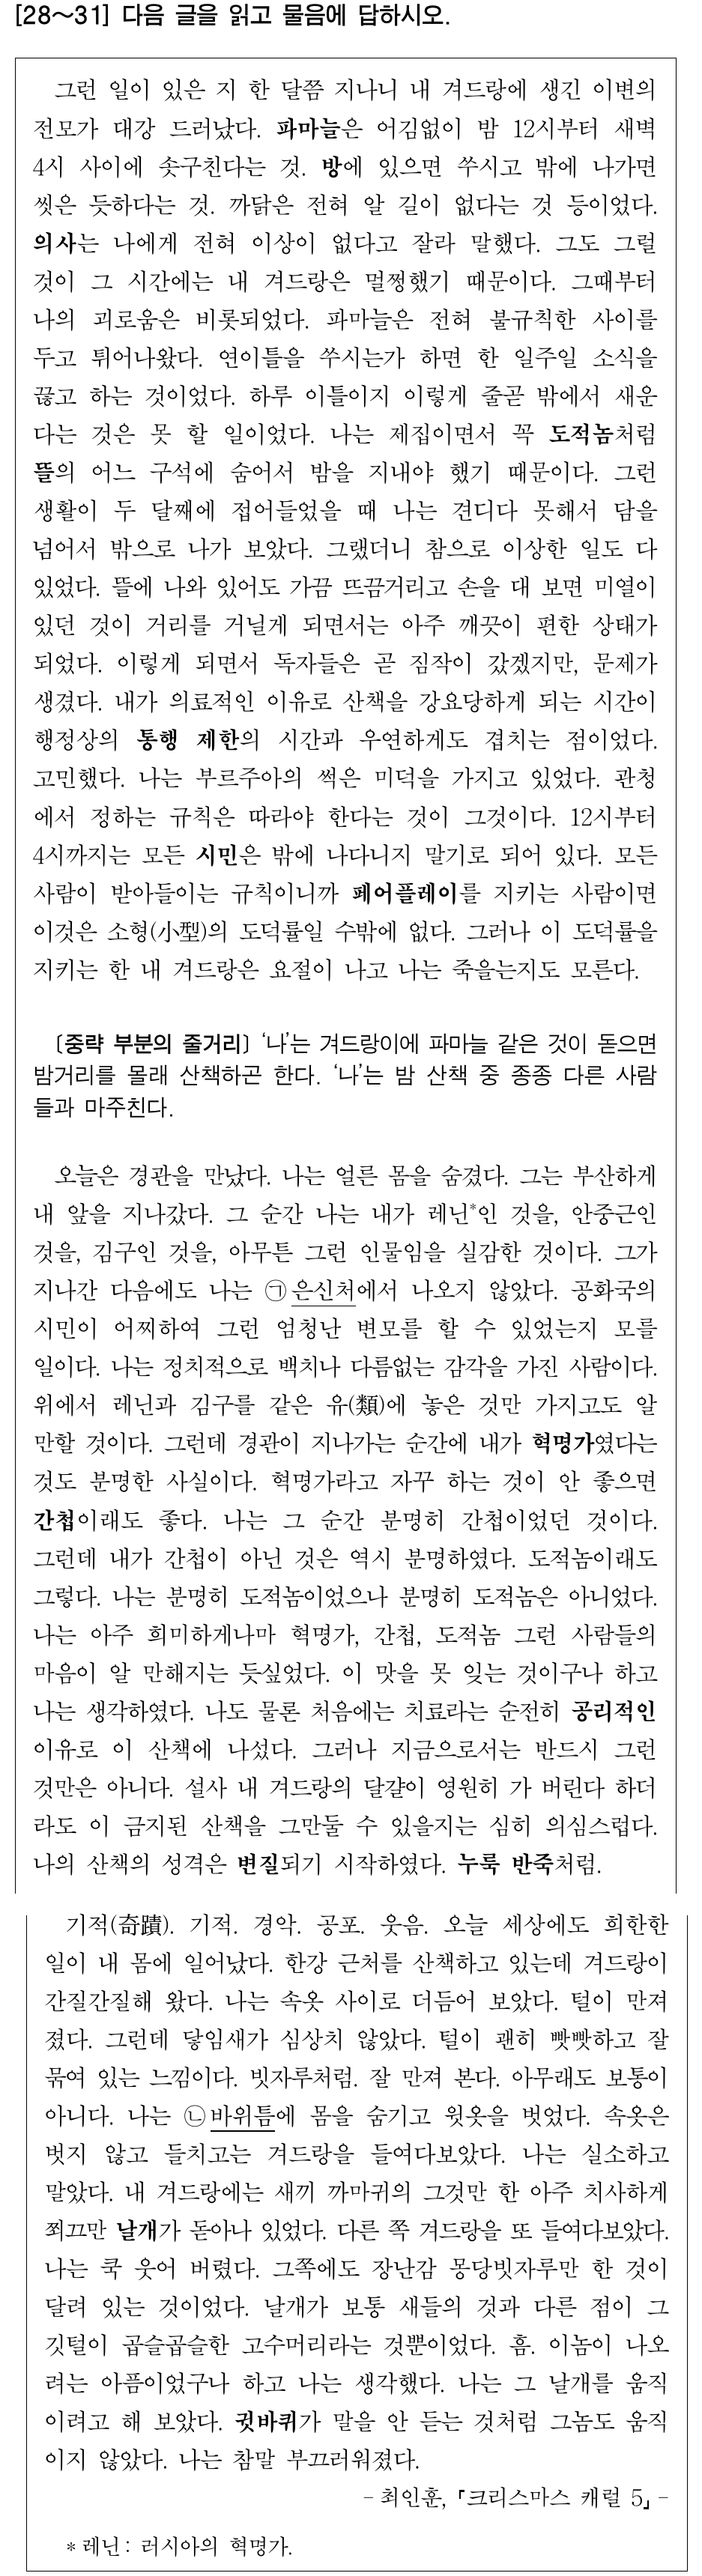 [28~31] 다음 글을 읽고 물음에 답하시오.
그런 일이 있은 지 한 달쯤 지나니 내 겨드랑에 생긴 이변의
전모가 대강 드러났다. 파마늘은 어김없이 밤 12시부터 새벽
4시 사이에 솟구친다는 것. 방에 있으면 쑤시고 밖에 나가면
씻은 듯하다는 것. 까닭은 전혀 알 길이 없다는 것 등이었다.
의사는 나에게 전혀 이상이 없다고 잘라 말했다. 그도 그럴
것이 그 시간에는 내 겨드랑은 멀쩡했기 때문이다. 그때부터
나의 괴로움은 비롯되었다. 파마늘은 전혀 불규칙한 사이를
두고 튀어나왔다. 연이틀을 쑤시는가 하면 한 일주일 소식을
끊고 하는 것이었다. 하루 이틀이지 이렇게 줄곧 밖에서 새운
다는 것은 못 할 일이었다. 나는 제집이면서 꼭 도적놈처럼
뜰의 어느 구석에 숨어서 밤을 지내야 했기 때문이다. 그런
생활이 두 달째에 접어들었을 때 나는 견디다 못해서 담을
넘어서 밖으로 나가 보았다. 그랬더니 참으로 이상한 일도 다
있었다. 뜰에 나와 있어도 가끔 뜨끔거리고 손을 대 보면 미열이
있던 것이 거리를 거닐게 되면서는 아주 깨끗이 편한 상태가
되었다. 이렇게 되면서 독자들은 곧 짐작이 갔겠지만, 문제가
생겼다. 내가 의료적인 이유로 산책을 강요당하게 되는 시간이
행정상의 통행 제한의 시간과 우연하게도 겹치는 점이었다.
고민했다. 나는 부르주아의 썩은 미덕을 가지고 있었다. 관청
에서 정하는 규칙은 따라야 한다는 것이 그것이다. 12시부터
4시까지는 모든 시민은 밖에 나다니지 말기로 되어 있다. 모든
사람이 받아들이는 규칙이니까 페어플레이를 지키는 사람이면
이것은 소형(小型)의 도덕률일 수밖에 없다. 그러나 이 도덕률을
지키는 한 내 겨드랑은 요절이 나고 나는 죽을는지도 모른다.
[중략 부분의 줄거리] ‘나’는 겨드랑이에 파마늘 같은 것이 돋으면
밤거리를 몰래 산책하곤 한다. ‘나’는 밤 산책 중 종종 다른 사람
들과 마주친다.
오늘은 경관을 만났다. 나는 얼른 몸을 숨겼다. 그는 부산하게
내 앞을 지나갔다. 그 순간 나는 내가 레닌*인 것을, 안중근인
것을, 김구인 것을, 아무튼 그런 인물임을 실감한 것이다. 그가
지나간 다음에도 나는 ㉠은신처에서 나오지 않았다. 공화국의
시민이 어찌하여 그런 엄청난 변모를 할 수 있었는지 모를
일이다. 나는 정치적으로 백치나 다름없는 감각을 가진 사람이다.
위에서 레닌과 김구를 같은 유(類)에 놓은 것만 가지고도 알
만할 것이다. 그런데 경관이 지나가는 순간에 내가 혁명가였다는
것도 분명한 사실이다. 혁명가라고 자꾸 하는 것이 안 좋으면
간첩이래도 좋다. 나는 그 순간 분명히 간첩이었던 것이다.
그런데 내가 간첩이 아닌 것은 역시 분명하였다. 도적놈이래도
그렇다. 나는 분명히 도적놈이었으나 분명히 도적놈은 아니었다.
나는 아주 희미하게나마 혁명가, 간첩, 도적놈 그런 사람들의
마음이 알 만해지는 듯싶었다. 이 맛을 못 잊는 것이구나 하고
나는 생각하였다. 나도 물론 처음에는 치료라는 순전히 공리적인
이유로 이 산책에 나섰다. 그러나 지금으로서는 반드시 그런
것만은 아니다. 설사 내 겨드랑의 달걀이 영원히 가 버린다 하더
라도 이 금지된 산책을 그만둘 수 있을지는 심히 의심스럽다.
나의 산책의 성격은 변질되기 시작하였다. 누룩 반죽처럼.
기적(奇蹟). 기적. 경악. 공포. 웃음. 오늘 세상에도 희한한
일이 내 몸에 일어났다. 한강 근처를 산책하고 있는데 겨드랑이
간질간질해 왔다. 나는 속옷 사이로 더듬어 보았다. 털이 만져
졌다. 그런데 닿임새가 심상치 않았다. 털이 괜히 빳빳하고 잘
묶여 있는 느낌이다. 빗자루처럼. 잘 만져 본다. 아무래도 보통이
아니다. 나는 ㉡바위틈에 몸을 숨기고 윗옷을 벗었다. 속옷은
벗지 않고 들치고는 겨드랑을 들여다보았다. 나는 실소하고
말았다. 내 겨드랑에는 새끼 까마귀의 그것만 한 아주 치사하게
쬐끄만 날개가 돋아나 있었다. 다른 쪽 겨드랑을 또 들여다보았다.
나는 쿡 웃어 버렸다. 그쪽에도 장난감 몽당빗자루만 한 것이
달려 있는 것이었다. 날개가 보통 새들의 것과 다른 점이 그
깃털이 곱슬곱슬한 고수머리라는 것뿐이었다. 흠. 이놈이 나오
려는 아픔이었구나 하고 나는 생각했다. 나는 그 날개를 움직
이려고 해 보았다. 귓바퀴가 말을 안 듣는 것처럼 그놈도 움직
이지 않았다. 나는 참말 부끄러워졌다.
- 최인훈, 「크리스마스 캐럴 5」 -
* 레닌 : 러시아의 혁명가.